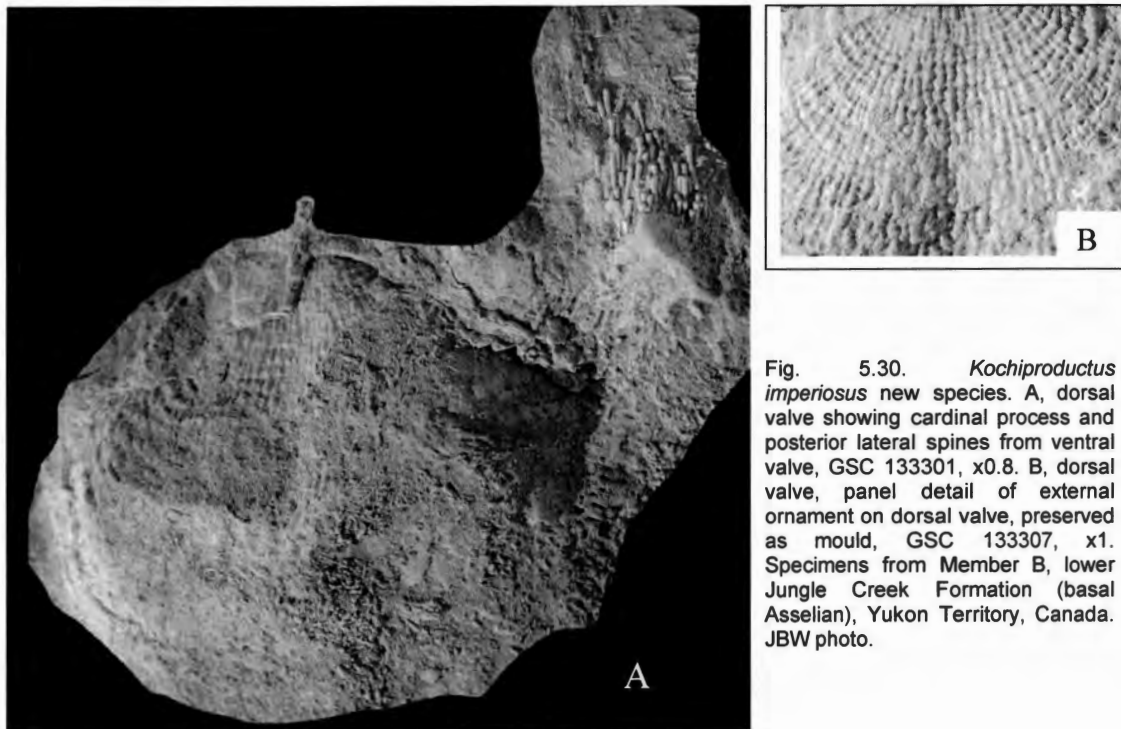 A
B
Fig. 5.30. Kochiproductus
imperiosus new species. A, dorsal
valve showing cardinal process and
posterior lateral spines from ventral
valve, GSC 133301, x0.8. B, dorsal
valve, panel detail of external
ornament on dorsal valve, preserved
as mould, GSC 133307, x1.
Specimens from Member B, lower
Jungle Creek Formation (basal
Asselian), Yukon Territory, Canada.
JBW photo.